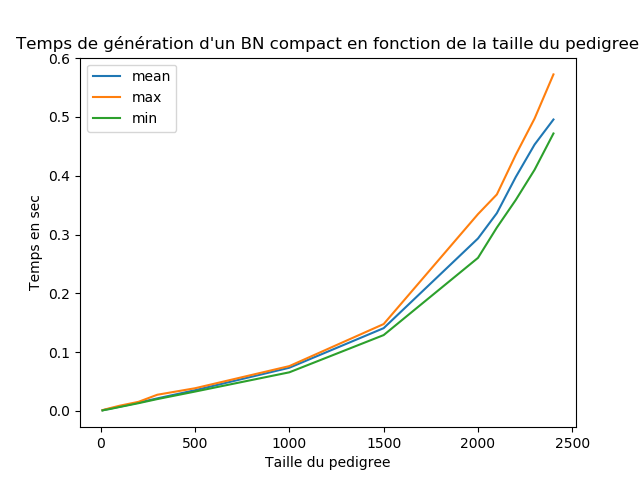 Temps de génération d'un BN compact en fonction de la taille du pedigree
mean
max
min
0.6
0.5
0.4
0.3
0.2
0.1
0.0
Temps en sec
0 500 1000 1500 2000 2500
Taille du pedigree